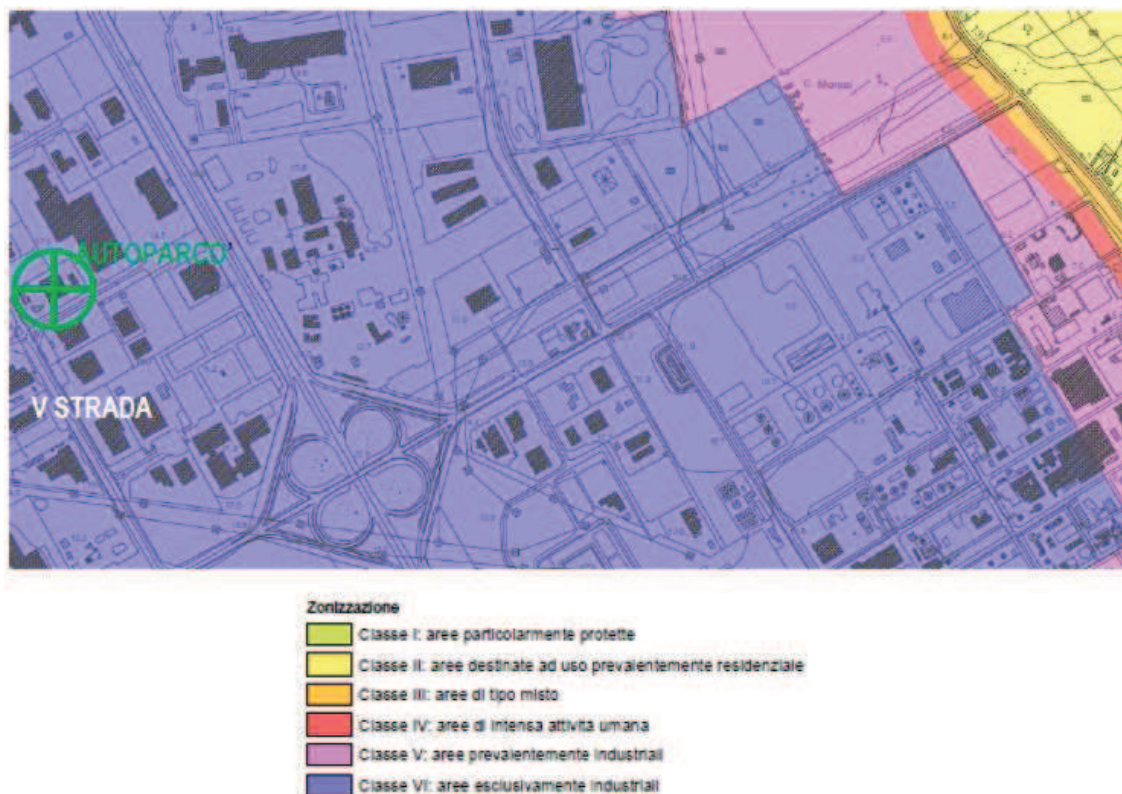 C. Manasi
AUTOPARCO
V STRADA
Zonizzazione
Classe I: aree particolarmente protette
Classe II: aree destinate ad uso prevalentemente residenziale
Classe III: aree di tipo misto
Classe IV: aree di intensa attività umana
Classe V: aree prevalentemente industriali
Classe VI: aree esclusivamente industriali